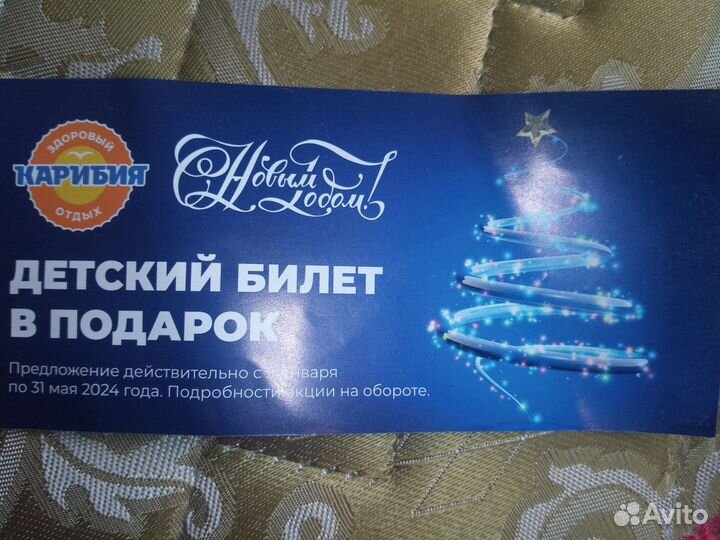 ЗДОРОВЫЙ
КАРИБИЯ
ОТДЫХ
С Новым
Годом!
ДЕТСКИЙ БИЛЕТ
В ПОДАРОК
Предложение действительно с января
по 31 мая 2024 года. Подробности акции на обороте.
Avito